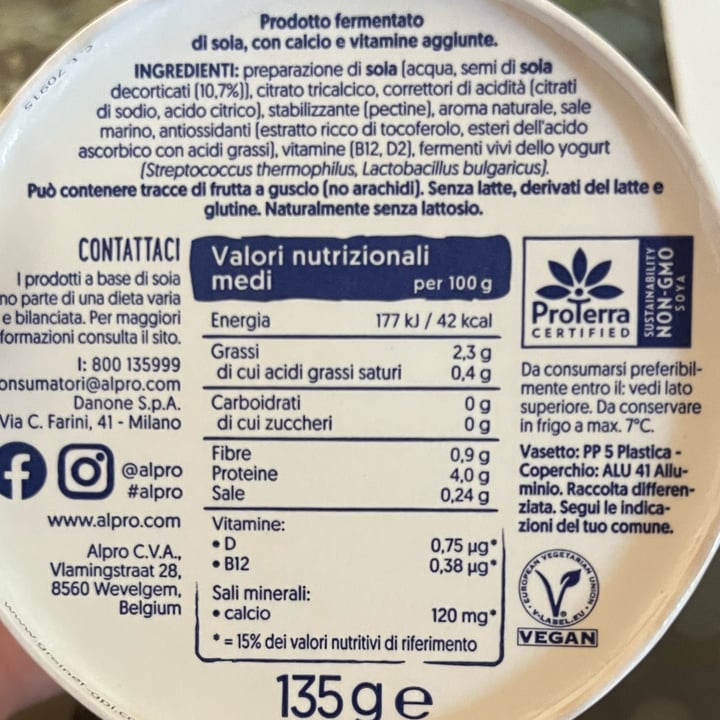 Prodotto fermentato
di soia, con calcio e vitamine aggiunte.
INGREDIENTI: preparazione di soia (acqua, semi di soia
decorticati (10,7%)), citrato tricalcico, correttori di acidità (citrati
di sodio, acido citrico), stabilizzante (pectine), aroma naturale, sale
marino, antiossidanti (estratto ricco di tocoferolo, esteri dell'acido
ascorbico con acidi grassi), vitamine (B12, D2), fermenti vivi dello yogurt
(Streptococcus thermophilus, Lactobacillus bulgaricus).
Può contenere tracce di frutta a guscio (no arachidi). Senza latte, derivati del latte e
glutine. Naturalmente senza lattosio.
CONTATTACI
I prodotti a base di soia
no parte di una dieta varia
e bilanciata. Per maggiori
formazioni consulta il sito.
I: 800 135999
onsumatori@alpro.com
Danone S.p.A.
Via C. Farini, 41 - Milano
@alpro
#alpro
www.alpro.com
Alpro C.V.A.,
Vlamingstraat 28,
8560 Wevelgem,
Belgium
Valori nutrizionali
medi per 100 g
Energia 177 kJ / 42 kcal
Grassi 2,3 g
di cui acidi grassi saturi 0,4 g
Carboidrati 0 g
di cui zuccheri 0 g
Fibre 0,9 g
Proteine 4,0 g
Sale 0,24 g
Vitamine:
• D 0,75 µg*
• B12 0,38 µg*
Sali minerali:
• calcio 120 mg*
* = 15% dei valori nutritivi di riferimento
135 g e
ProTerra
CERTIFIED
SUSTAINABILITY
NON-GMO
SOYA
Da consumarsi preferibil-
mente entro il: vedi lato
superiore. Da conservare
in frigo a max. 7°C.
Vasetto: PP 5 Plastica -
Coperchio: ALU 41 Allu-
minio. Raccolta differen-
ziata. Segui le indica-
zioni del tuo comune.
EUROPEAN VEGETARIAN UNION
V-LABEL.EU
VEGAN